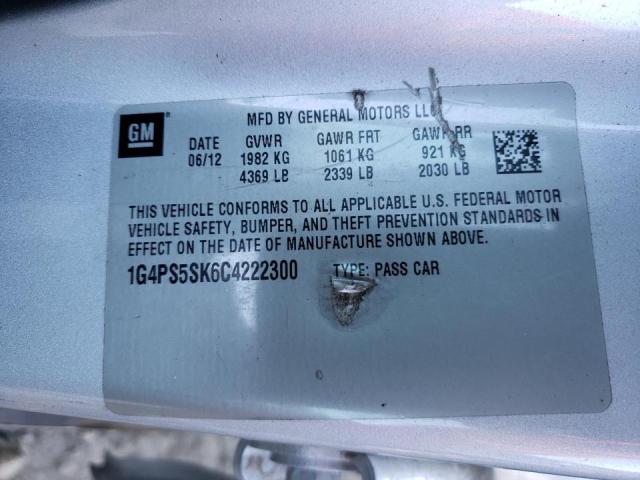 MFD BY GENERAL MOTORS LLC
GM ®
DATE GVWR GAWR FRT GAWR RR
06/12 1982 KG 1061 KG 921 KG
4369 LB 2339 LB 2030 LB
THIS VEHICLE CONFORMS TO ALL APPLICABLE U.S. FEDERAL MOTOR
VEHICLE SAFETY, BUMPER, AND THEFT PREVENTION STANDARDS IN
EFFECT ON THE DATE OF MANUFACTURE SHOWN ABOVE.
1G4PS5SK6C4222300 TYPE: PASS CAR